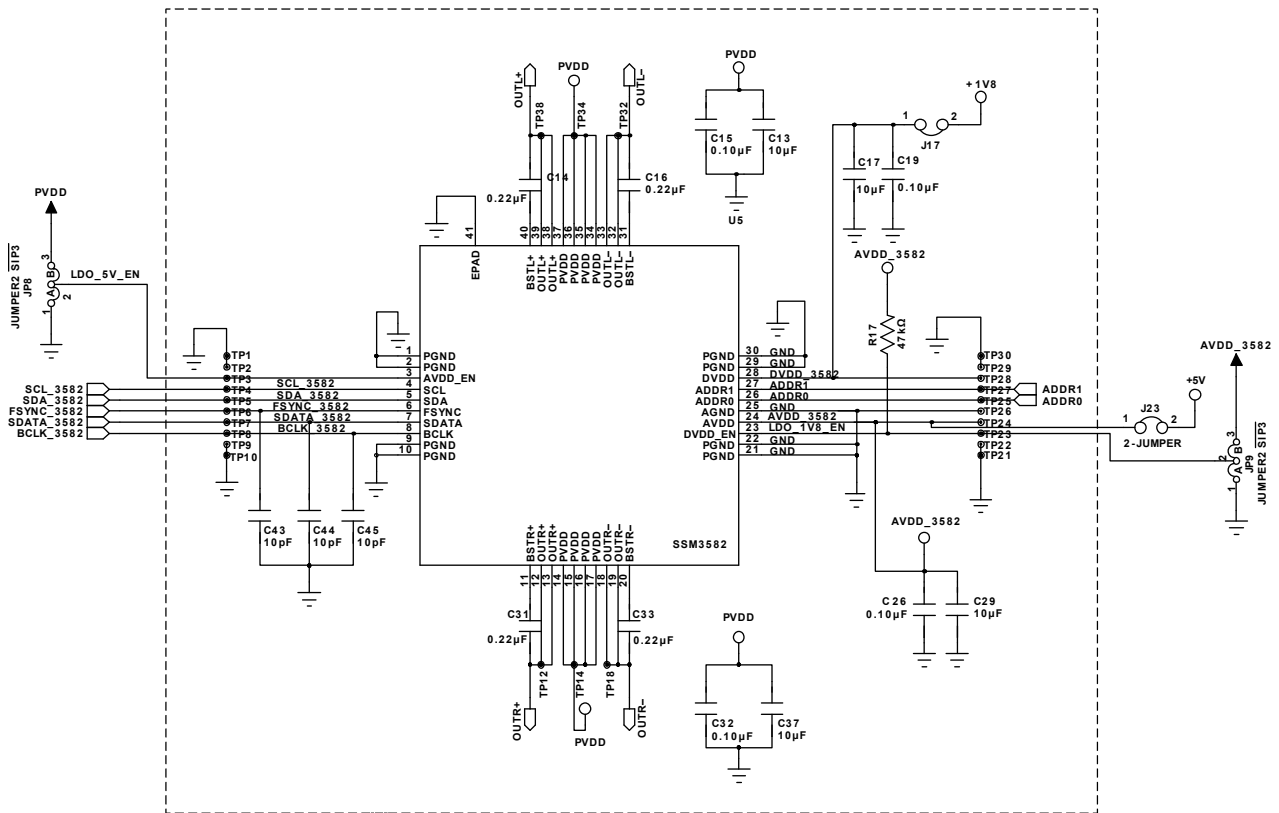 OUTL+
PVDD
OUTL−
PVDD
+1V8
TP38
TP34
TP32
C15
0.10µF
C13
10µF
1
2
J17
C17
10µF
C19
0.10µF
C14
0.22µF
C16
0.22µF
U5
PVDD
41
EPAD
40
39
38
37
36
35
34
33
32
31
BSTL+
OUTL+
OUTL+
PVDD
PVDD
PVDD
PVDD
OUTL−
OUTL−
BSTL−
AVDD_3582
R17
47kΩ
JUMPER2 SIP3
JP8
3
B
A
2
1
LDO_5V_EN
TP1
TP2
TP3
TP4
TP5
TP6
TP7
TP8
TP9
TP10
SCL_3582
SDA_3582
FSYNC_3582
SDATA_3582
BCLK_3582
SCL_3582
SDA_3582
FSYNC_3582
SDATA_3582
BCLK_3582
1 PGND
2 PGND
3 AVDD_EN
4 SCL
5 SDA
6 FSYNC
7 SDATA
8 BCLK
9 PGND
10 PGND
PGND 30 GND
PGND 29 GND
DVDD 28 DVDD_3582
ADDR1 27 ADDR1
ADDR0 26 ADDR0
AGND 25 GND
AVDD 24 AVDD_3582
DVDD_EN 23 LDO_1V8_EN
PGND 22 GND
PGND 21 GND
TP30
TP29
TP28
TP27
TP25
TP26
TP24
TP23
TP22
TP21
ADDR1
ADDR0
AVDD_3582
+5V
1
J23
2
2-JUMPER
3
B
2
A
1
JP9
JUMPER2 SIP3
C43
10pF
C44
10pF
C45
10pF
SSM3582
BSTR+
OUTR+
OUTR+
PVDD
PVDD
PVDD
PVDD
OUTR−
OUTR−
BSTR−
11
12
13
14
15
16
17
18
19
20
C31
0.22µF
C33
0.22µF
TP12
TP14
TP18
OUTR+
PVDD
OUTR−
PVDD
C32
0.10µF
C37
10µF
AVDD_3582
C26
0.10µF
C29
10µF